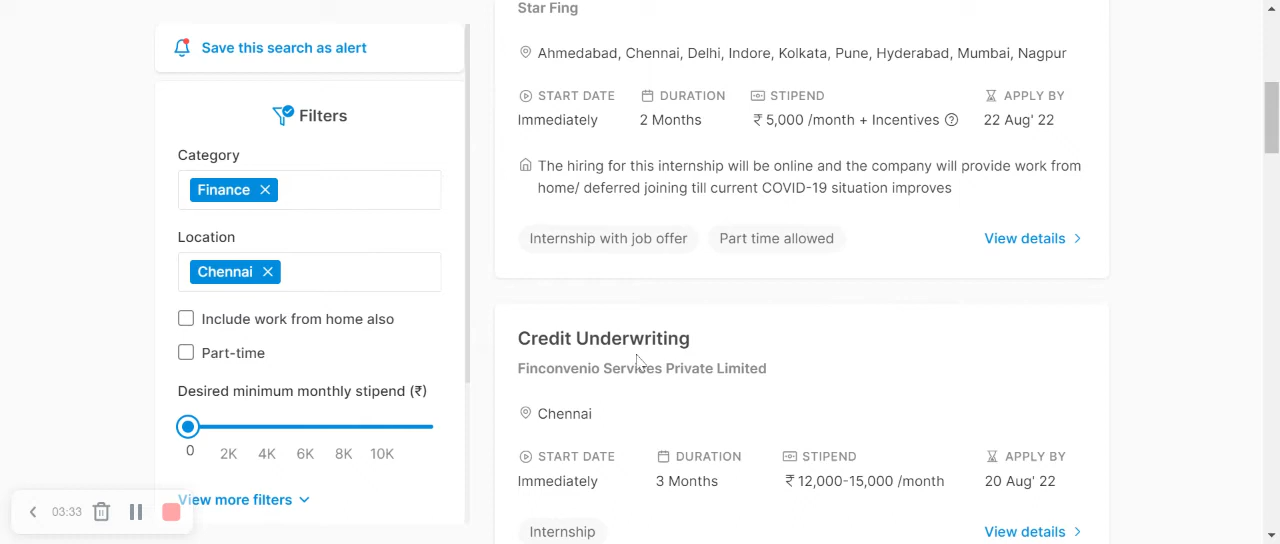 Save this search as alert
Filters
Category
Finance
Location
Chennai
Include work from home also
Part-time
Desired minimum monthly stipend (₹)
0 2K 4K 6K 8K 10K
View more filters
03:33
Star Fing
Ahmedabad, Chennai, Delhi, Indore, Kolkata, Pune, Hyderabad, Mumbai, Nagpur
START DATE DURATION STIPEND APPLY BY
Immediately 2 Months ₹ 5,000 /month + Incentives ? 22 Aug' 22
The hiring for this internship will be online and the company will provide work from
home/ deferred joining till current COVID-19 situation improves
Internship with job offer Part time allowed View details >
Credit Underwriting
Finconvenio Services Private Limited
Chennai
START DATE DURATION STIPEND APPLY BY
Immediately 3 Months ₹ 12,000-15,000 /month 20 Aug' 22
Internship View details >